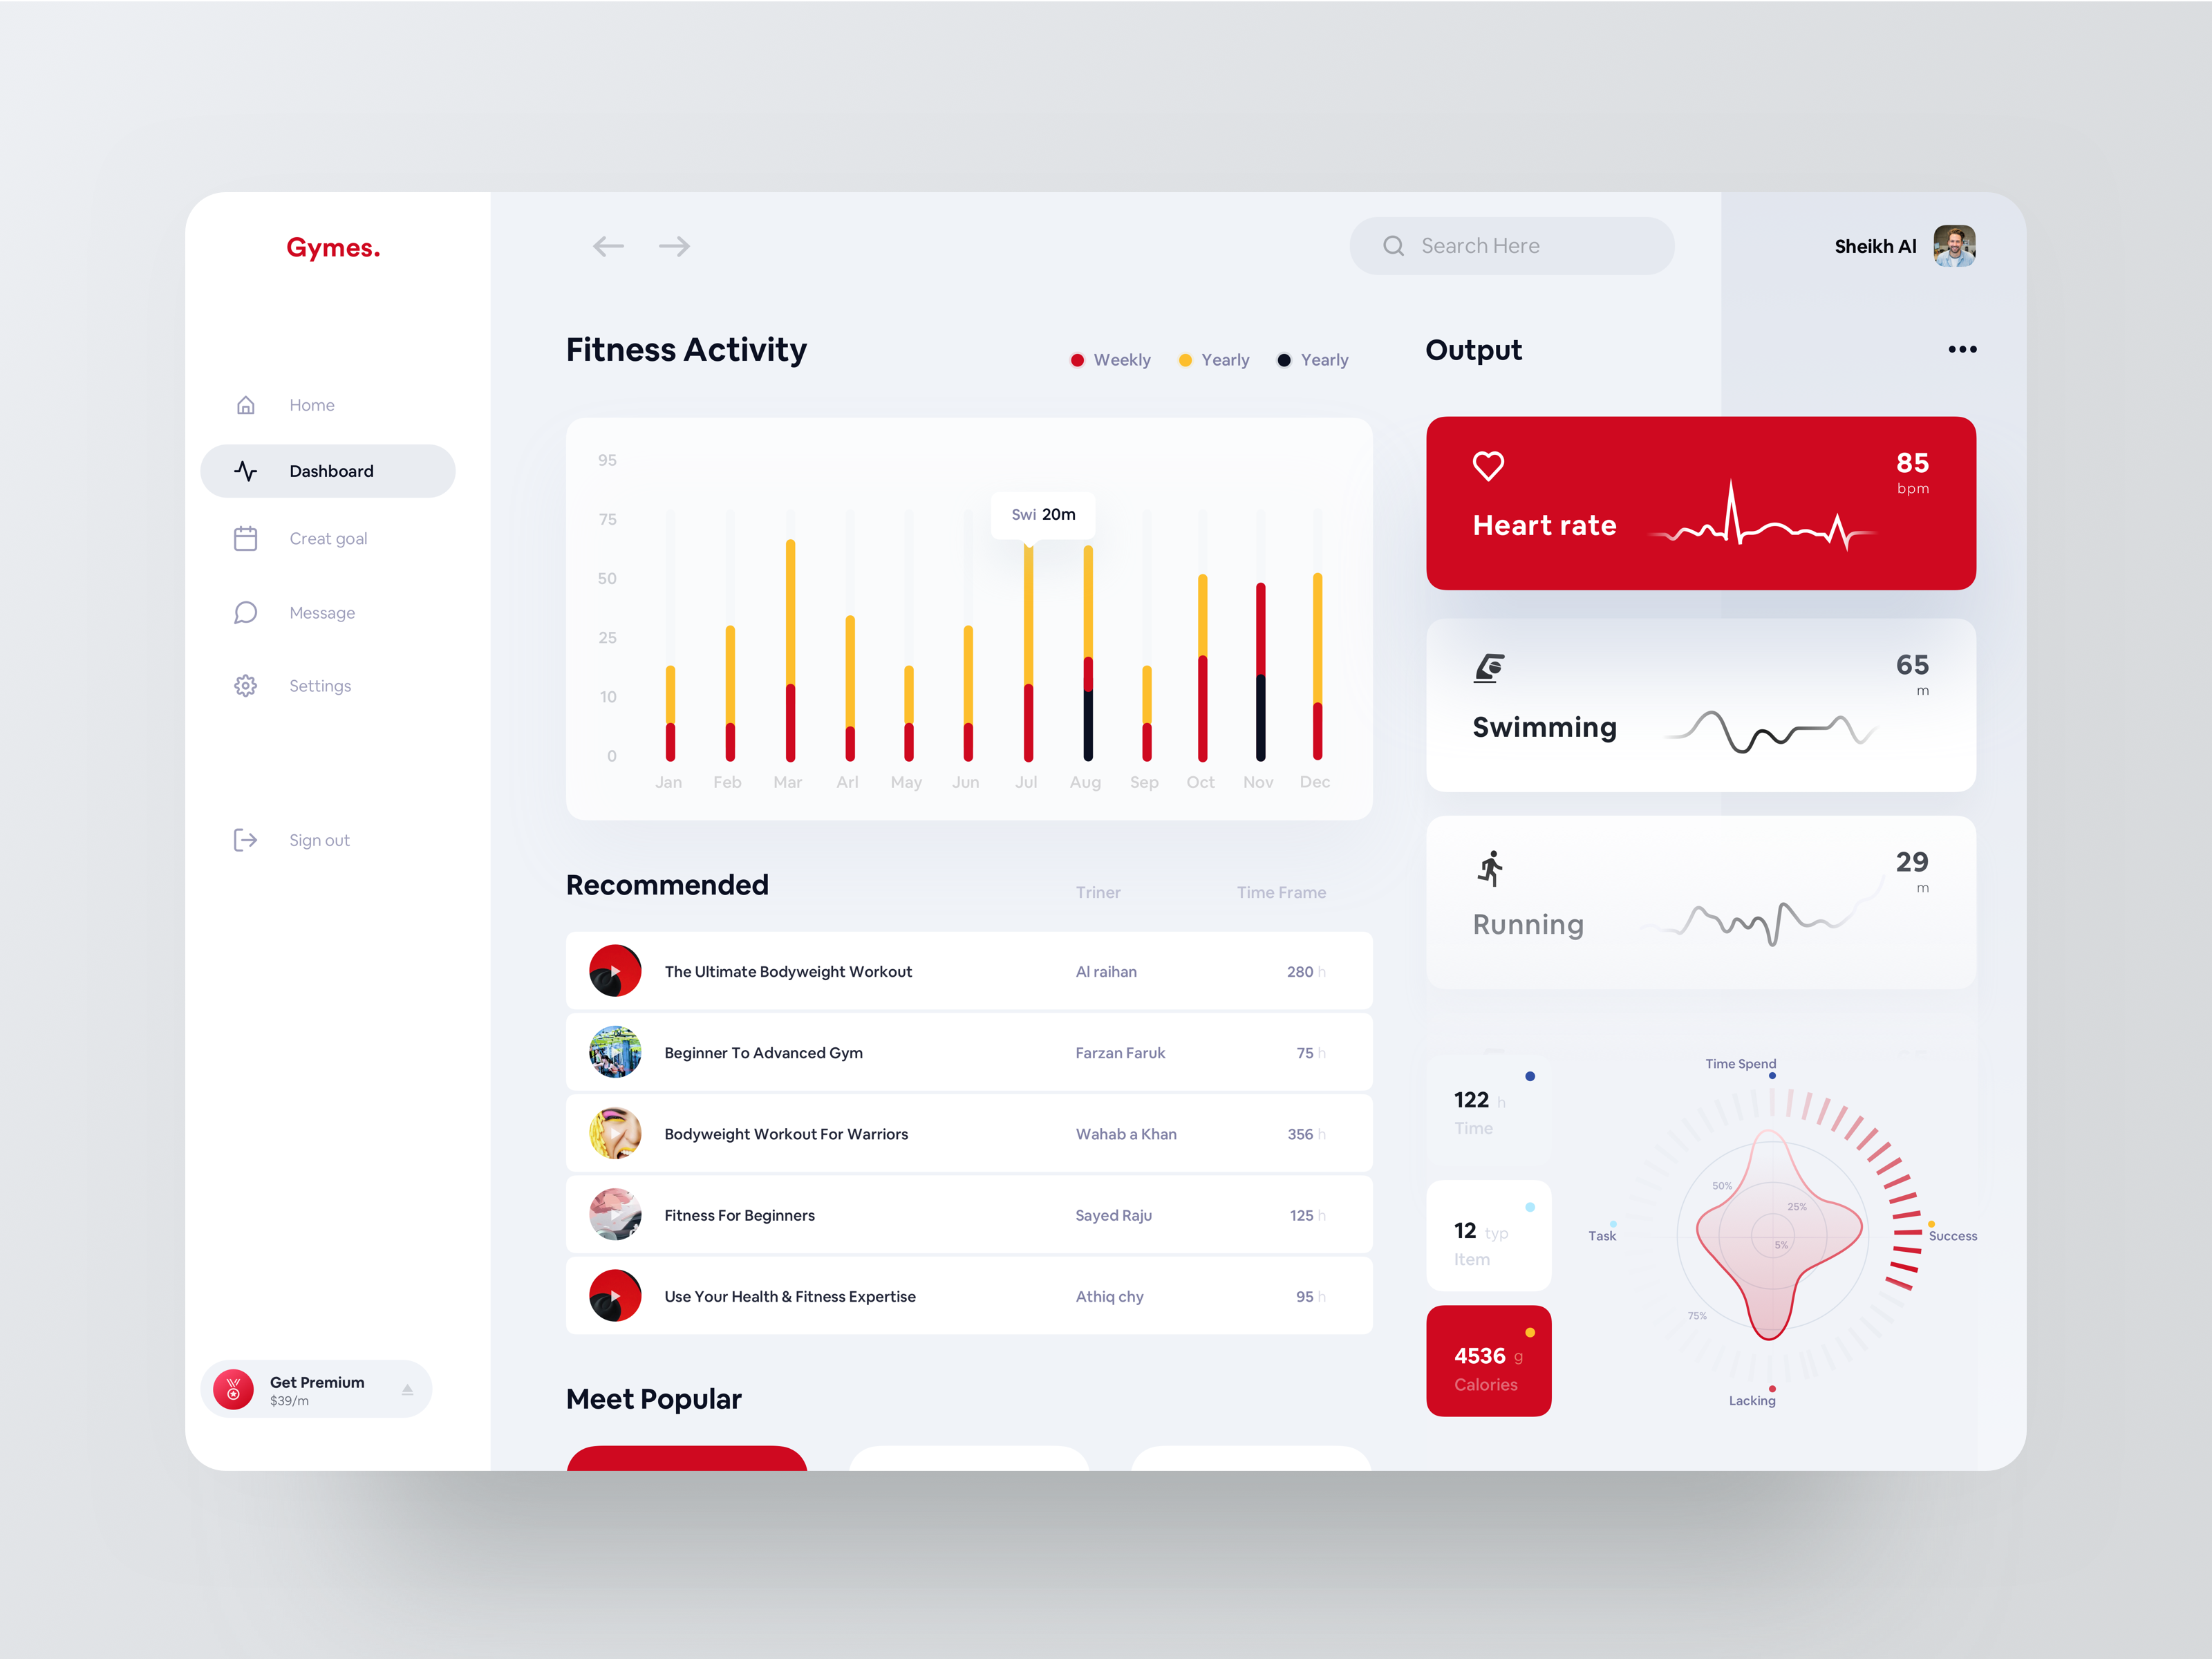 Gymes.
Search Here
Sheikh Al
Home
Dashboard
Creat goal
Message
Settings
Sign out
Get Premium
$39/m
Fitness Activity
Weekly Yearly Yearly
95
75
50
25
10
0
Swi 20m
Jan Feb Mar Arl May Jun Jul Aug Sep Oct Nov Dec
Recommended Triner Time Frame
The Ultimate Bodyweight Workout Al raihan 280 h
Beginner To Advanced Gym Farzan Faruk 75 h
Bodyweight Workout For Warriors Wahab a Khan 356 h
Fitness For Beginners Sayed Raju 125 h
Use Your Health & Fitness Expertise Athiq chy 95 h
Meet Popular
Output
85
bpm
Heart rate
65
m
Swimming
29
m
Running
122 h
Time
12 typ
Item
4536 g
Calories
Time Spend
50%
25%
Task
5%
Success
75%
Lacking